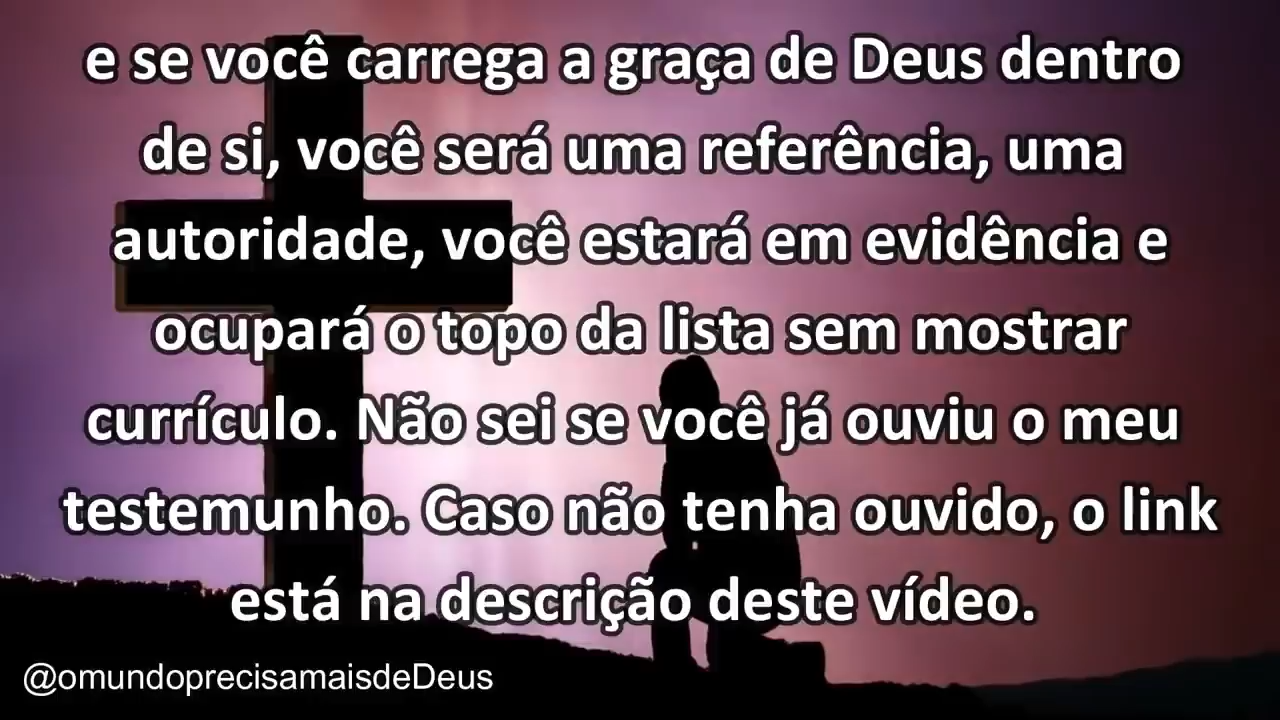 e se você carrega a graça de Deus dentro
de si, você será uma referência, uma
autoridade, você estará em evidência e
ocupará o topo da lista sem mostrar
currículo. Não sei se você já ouviu o meu
testemunho. Caso não tenha ouvido, o link
está na descrição deste vídeo.
@omundoprecisamaisdeDeus